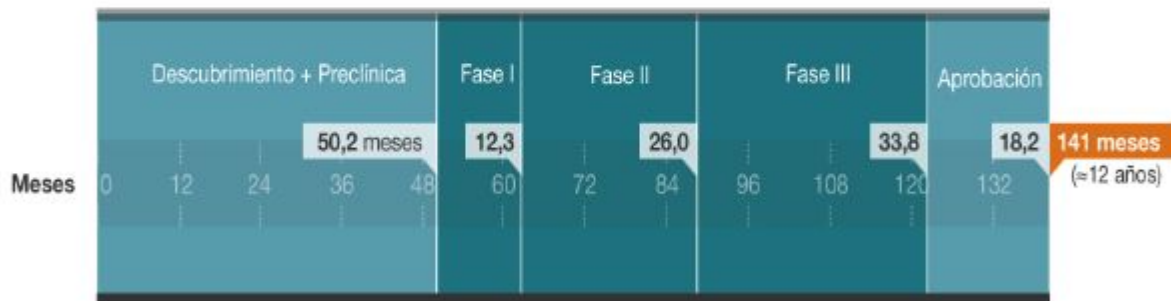 Descubrimiento + Preclínica Fase I Fase II Fase III Aprobación
50,2 meses 12,3 26,0 33,8 18,2 141 meses
(≈12 años)
Meses 0 12 24 36 48 60 72 84 96 108 120 132